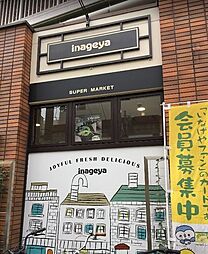 inageya
SUPER MARKET
JOYFUL FRESH DELICIOUS
inageya
会員募集中